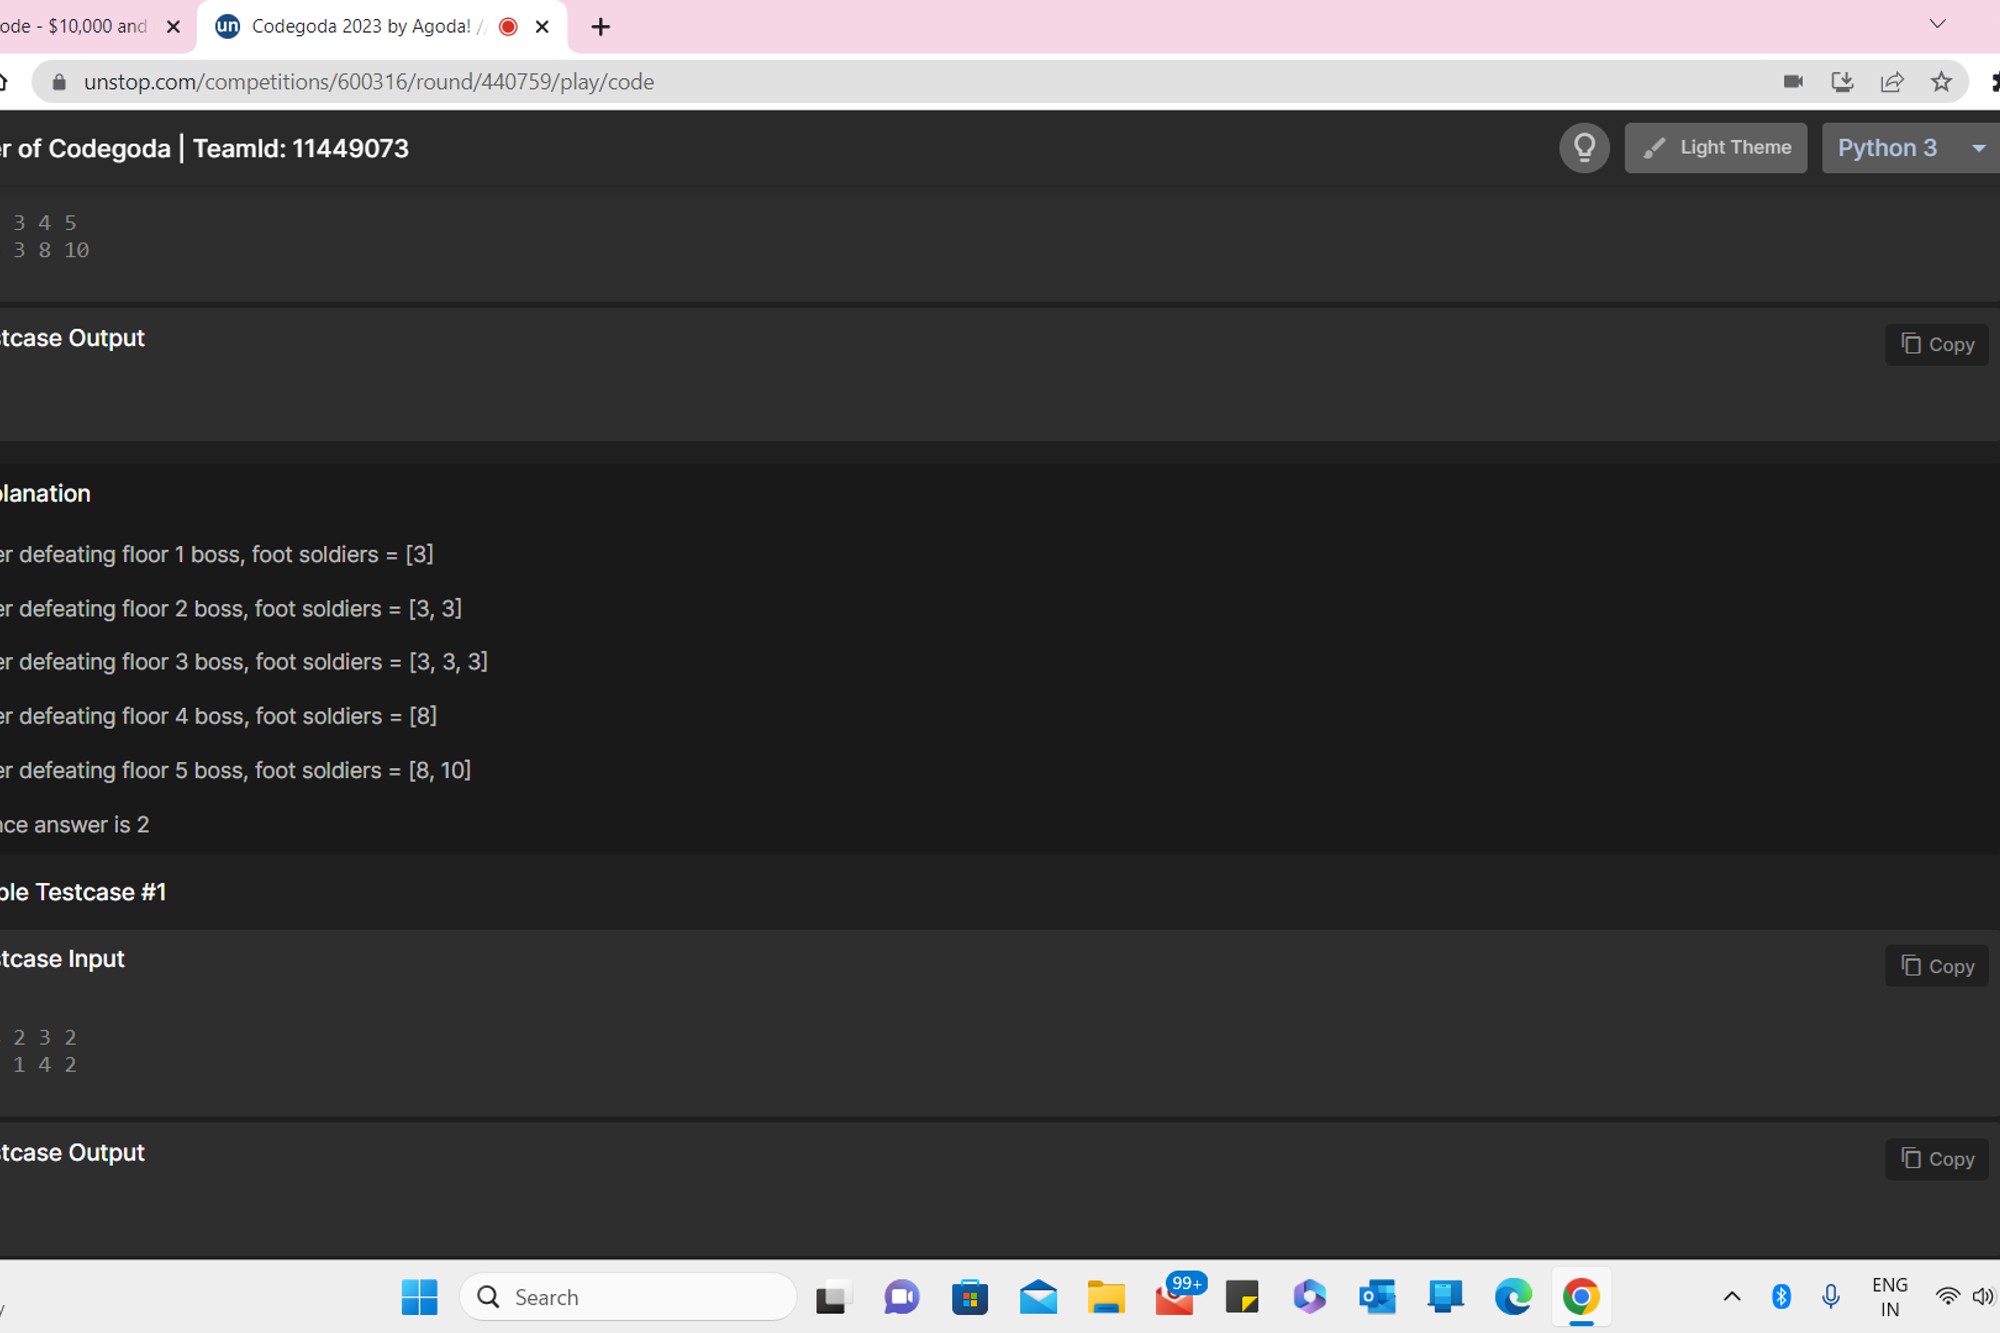 ode - $10,000 and
un Codegoda 2023 by Agoda! /
unstop.com/competitions/600316/round/440759/play/code
er of Codegoda | TeamId: 11449073
Light Theme
Python 3
3 4 5
3 8 10
tcase Output
Copy
planation
er defeating floor 1 boss, foot soldiers = [3]
er defeating floor 2 boss, foot soldiers = [3, 3]
er defeating floor 3 boss, foot soldiers = [3, 3, 3]
er defeating floor 4 boss, foot soldiers = [8]
er defeating floor 5 boss, foot soldiers = [8, 10]
nce answer is 2
ple Testcase #1
tcase Input
Copy
2 3 2
1 4 2
tcase Output
Copy
Search
99+
ENG
IN